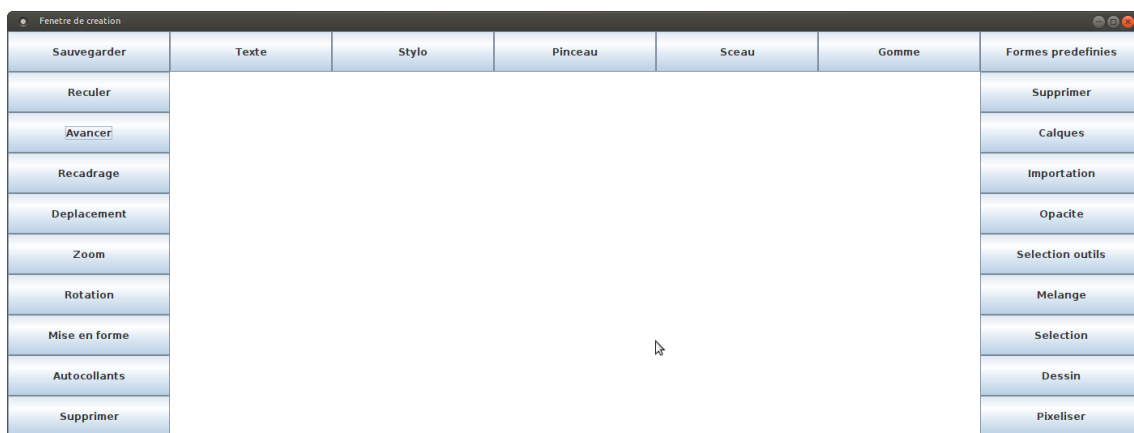 Fenetre de creation
Sauvegarder Texte Stylo Pinceau Sceau Gomme Formes predefinies
Reculer Supprimer
Avancer Calques
Recadrage Importation
Deplacement Opacite
Zoom Selection outils
Rotation Melange
Mise en forme Selection
Autocollants Dessin
Supprimer Pixeliser